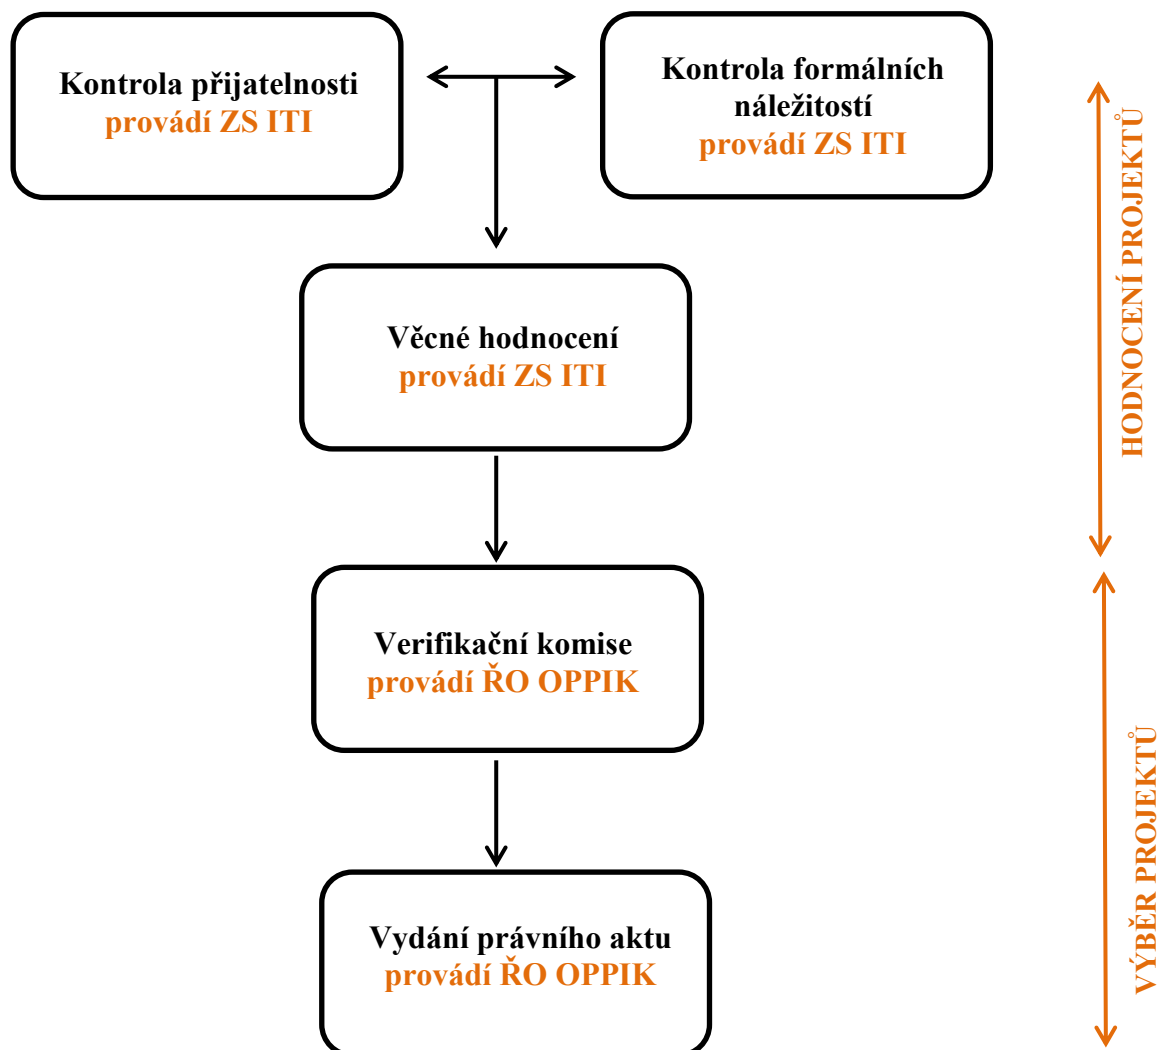 Kontrola přijatelnosti
provádí ZS ITI
Kontrola formálních
náležitostí
provádí ZS ITI
HODNOCENÍ PROJEKTŮ
Věcné hodnocení
provádí ZS ITI
Verifikační komise
provádí ŘO OPPIK
VÝBĚR PROJEKTŮ
Vydání právního aktu
provádí ŘO OPPIK